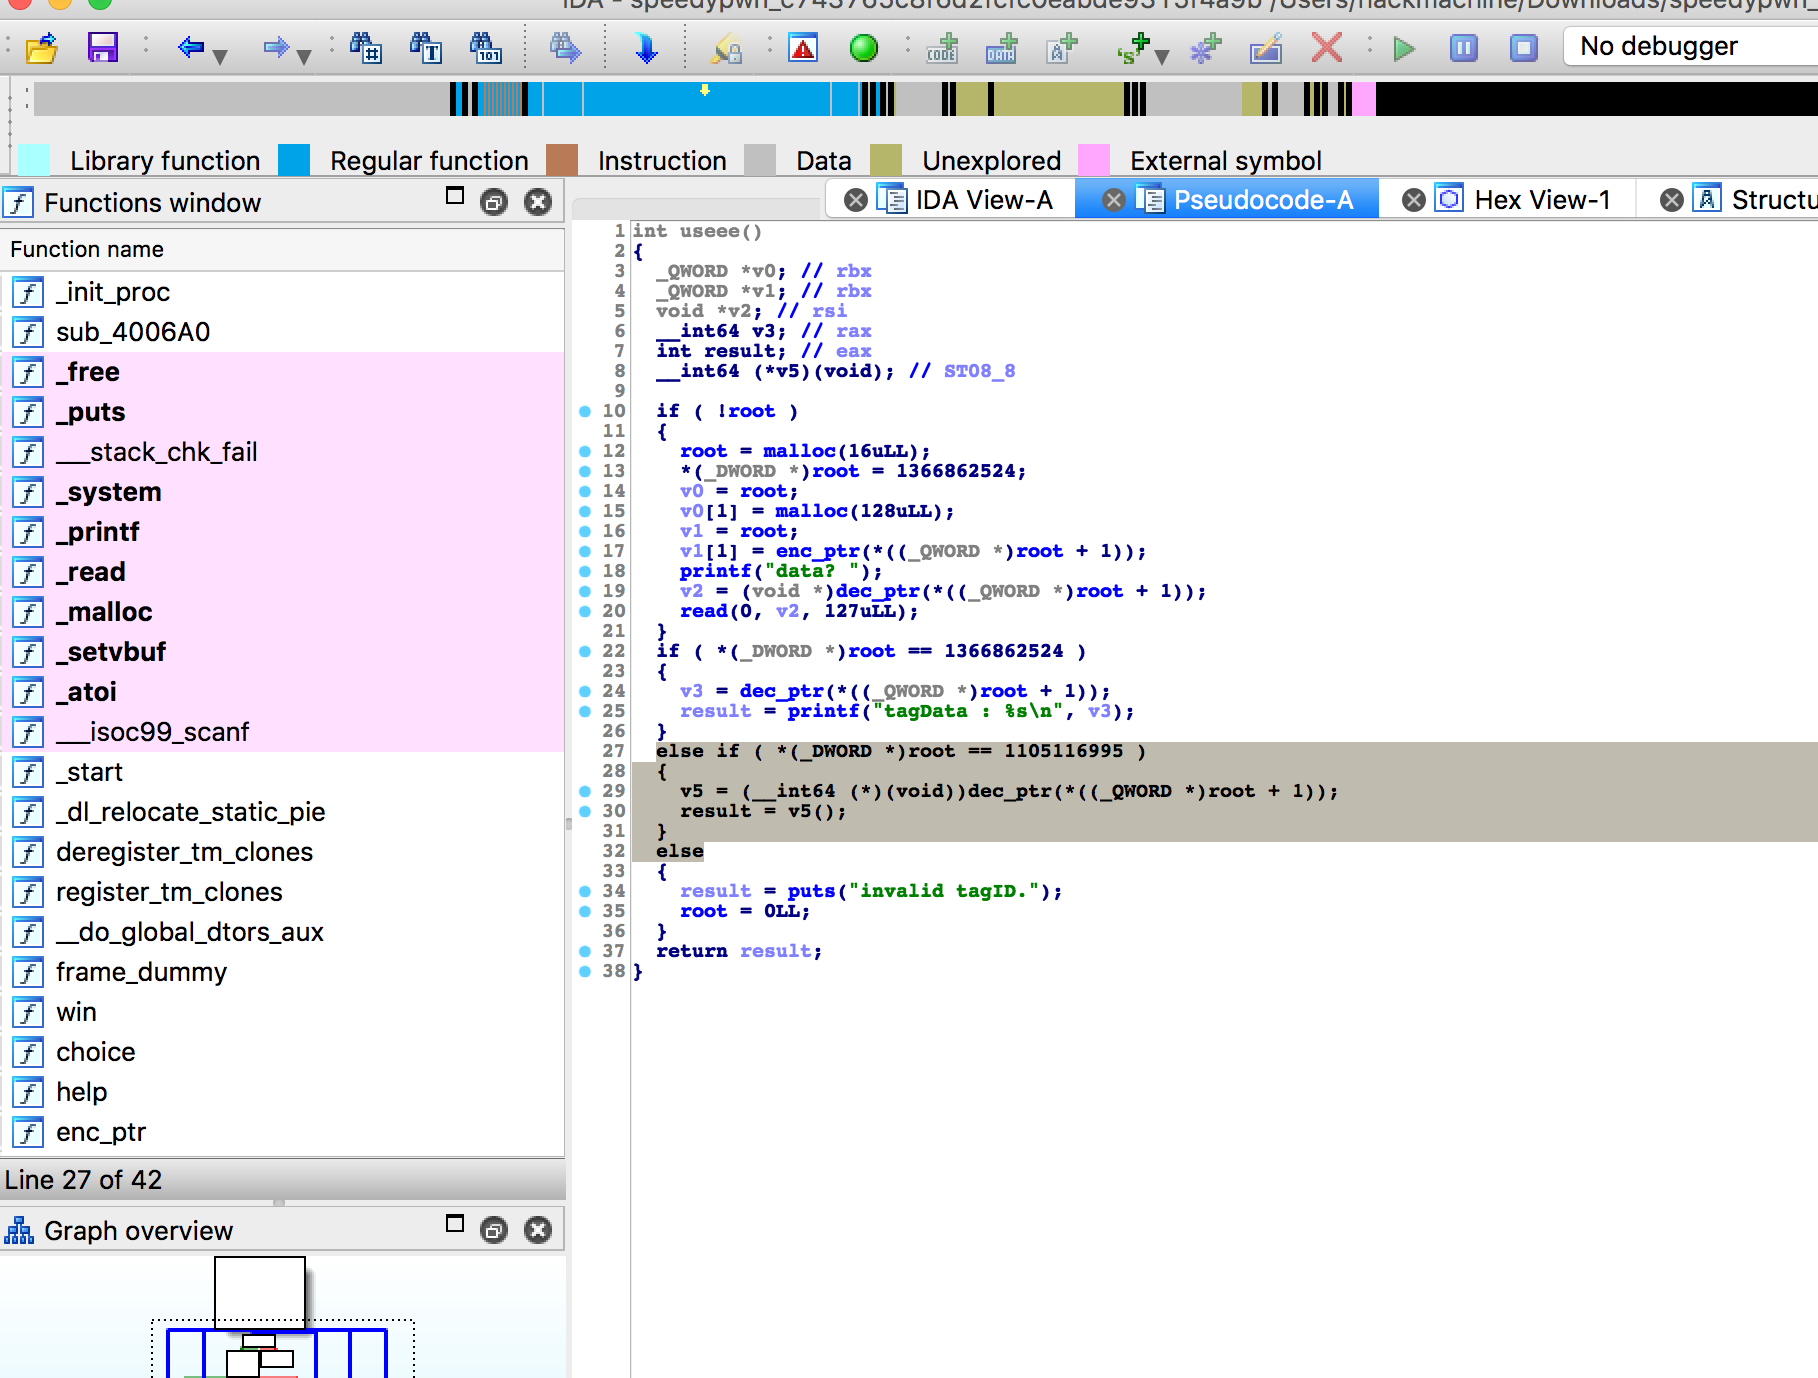 No debugger
Library function Regular function Instruction Data Unexplored External symbol
Functions window
IDA View-A Pseudocode-A Hex View-1 Structu
Function name
_init_proc
sub_4006A0
_free
_puts
___stack_chk_fail
_system
_printf
_read
_malloc
_setvbuf
_atoi
___isoc99_scanf
_start
_dl_relocate_static_pie
deregister_tm_clones
register_tm_clones
__do_global_dtors_aux
frame_dummy
win
choice
help
enc_ptr
Line 27 of 42
Graph overview
1 int useee()
2 {
3 _QWORD *v0; // rbx
4 _QWORD *v1; // rbx
5 void *v2; // rsi
6 __int64 v3; // rax
7 int result; // eax
8 __int64 (*v5)(void); // ST08_8
9
10 if ( !root )
11 {
12 root = malloc(16uLL);
13 *(_DWORD *)root = 1366862524;
14 v0 = root;
15 v0[1] = malloc(128uLL);
16 v1 = root;
17 v1[1] = enc_ptr(*((_QWORD *)root + 1));
18 printf("data? ");
19 v2 = (void *)dec_ptr(*((_QWORD *)root + 1));
20 read(0, v2, 127uLL);
21 }
22 if ( *(_DWORD *)root == 1366862524 )
23 {
24 v3 = dec_ptr(*((_QWORD *)root + 1));
25 result = printf("tagData : %s\n", v3);
26 }
27 else if ( *(_DWORD *)root == 1105116995 )
28 {
29 v5 = (__int64 (*)(void))dec_ptr(*((_QWORD *)root + 1));
30 result = v5();
31 }
32 else
33 {
34 result = puts("invalid tagID.");
35 root = 0LL;
36 }
37 return result;
38 }